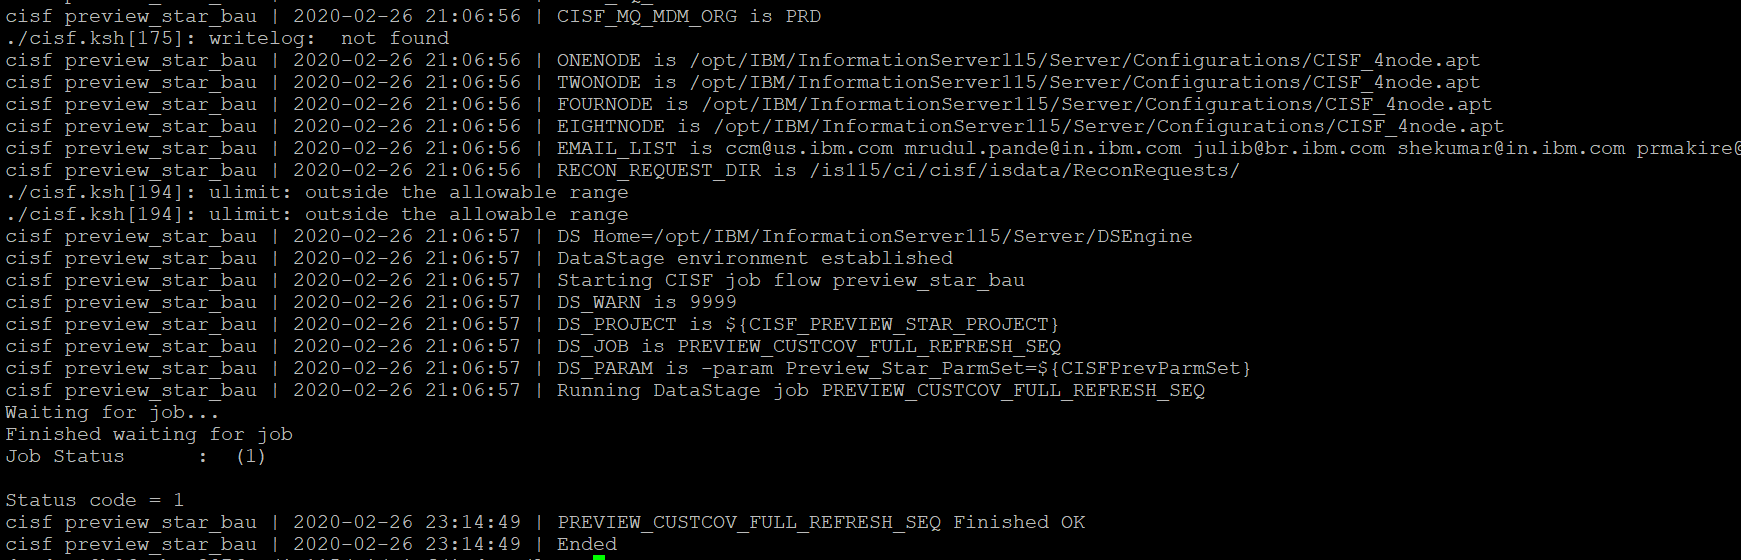 cisf preview_star_bau | 2020-02-26 21:06:56 | CISF_MQ_MDM_ORG is PRD
./cisf.ksh[175]: writelog:  not found
cisf preview_star_bau | 2020-02-26 21:06:56 | ONENODE is /opt/IBM/InformationServer115/Server/Configurations/CISF_4node.apt
cisf preview_star_bau | 2020-02-26 21:06:56 | TWONODE is /opt/IBM/InformationServer115/Server/Configurations/CISF_4node.apt
cisf preview_star_bau | 2020-02-26 21:06:56 | FOURNODE is /opt/IBM/InformationServer115/Server/Configurations/CISF_4node.apt
cisf preview_star_bau | 2020-02-26 21:06:56 | EIGHTNODE is /opt/IBM/InformationServer115/Server/Configurations/CISF_4node.apt
cisf preview_star_bau | 2020-02-26 21:06:56 | EMAIL_LIST is ccm@us.ibm.com mrudul.pande@in.ibm.com julib@br.ibm.com shekumar@in.ibm.com prmakire@
cisf preview_star_bau | 2020-02-26 21:06:56 | RECON_REQUEST_DIR is /is115/ci/cisf/isdata/ReconRequests/
./cisf.ksh[194]: ulimit: outside the allowable range
./cisf.ksh[194]: ulimit: outside the allowable range
cisf preview_star_bau | 2020-02-26 21:06:57 | DS Home=/opt/IBM/InformationServer115/Server/DSEngine
cisf preview_star_bau | 2020-02-26 21:06:57 | DataStage environment established
cisf preview_star_bau | 2020-02-26 21:06:57 | Starting CISF job flow preview_star_bau
cisf preview_star_bau | 2020-02-26 21:06:57 | DS_WARN is 9999
cisf preview_star_bau | 2020-02-26 21:06:57 | DS_PROJECT is ${CISF_PREVIEW_STAR_PROJECT}
cisf preview_star_bau | 2020-02-26 21:06:57 | DS_JOB is PREVIEW_CUSTCOV_FULL_REFRESH_SEQ
cisf preview_star_bau | 2020-02-26 21:06:57 | DS_PARAM is -param Preview_Star_ParmSet=${CISFPrevParmSet}
cisf preview_star_bau | 2020-02-26 21:06:57 | Running DataStage job PREVIEW_CUSTCOV_FULL_REFRESH_SEQ
Waiting for job...
Finished waiting for job
Job Status      :  (1)
Status code = 1
cisf preview_star_bau | 2020-02-26 23:14:49 | PREVIEW_CUSTCOV_FULL_REFRESH_SEQ Finished OK
cisf preview_star_bau | 2020-02-26 23:14:49 | Ended